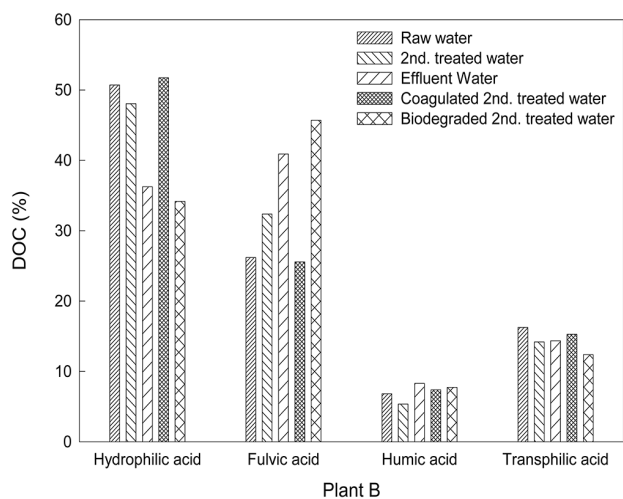 60
50
40
30
20
10
0
DOC (%)
Raw water
2nd. treated water
Effluent Water
Coagulated 2nd. treated water
Biodegraded 2nd. treated water
Hydrophilic acid Fulvic acid Humic acid Transphilic acid
Plant B